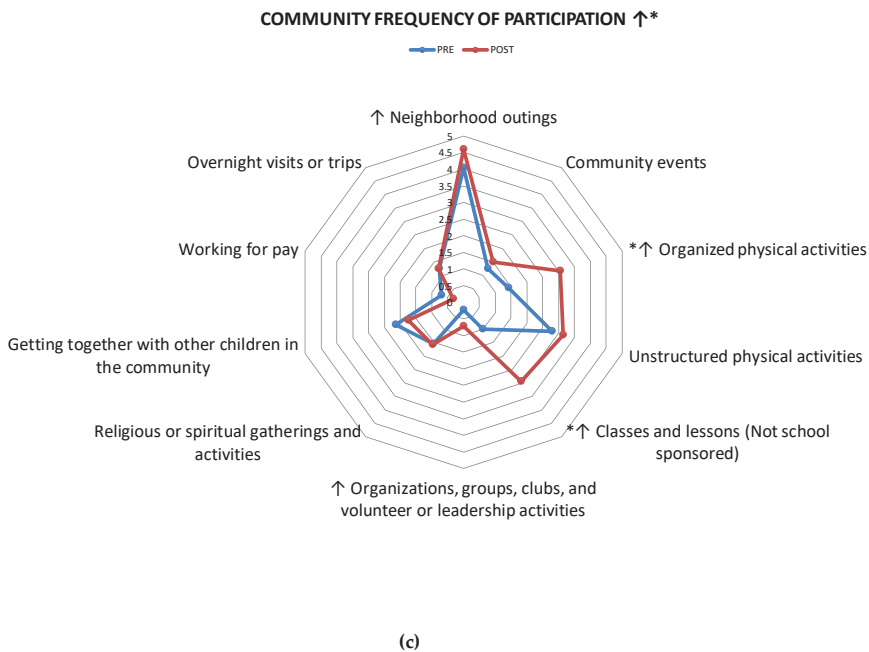 COMMUNITY FREQUENCY OF PARTICIPATION ↑*
PRE POST
↑ Neighborhood outings
5
4.5
4
3.5
3
2.5
2
1.5
1
0.5
0
Community events
*↑ Organized physical activities
Unstructured physical activities
*↑ Classes and lessons (Not school
sponsored)
↑ Organizations, groups, clubs, and
volunteer or leadership activities
Religious or spiritual gatherings and
activities
Getting together with other children in
the community
Working for pay
Overnight visits or trips
(c)